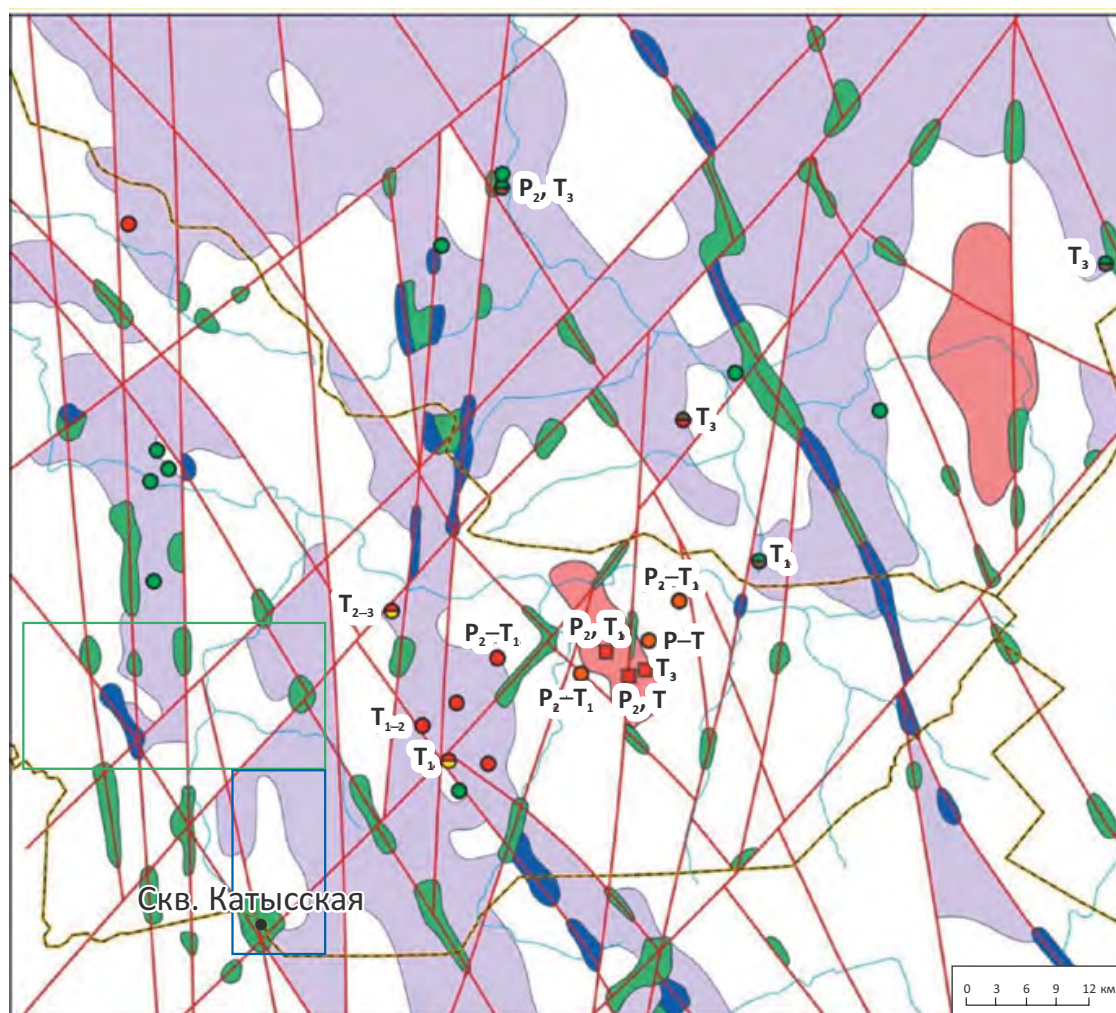 P₂, T₃
T₃
T₃
T₁
P₂–T₁
T₂₋₃
P₂, T₁
P₂–T₁
P–T
T₃
P₂–T₁
P₂, T
T₁₋₂
T₁
Скв. Катысская
0 3 6 9 12 км